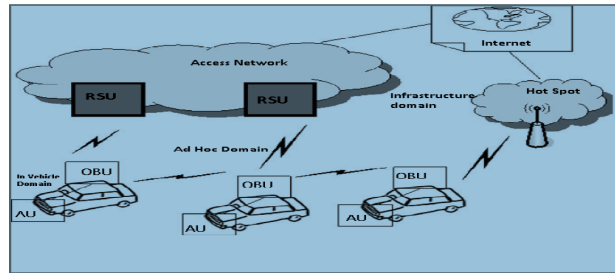 Internet
Access Network
RSU
RSU
Infrastructure
domain
Hot Spot
Ad Hoc Domain
In Vehicle
Domain
OBU
OBU
OBU
AU
AU
AU